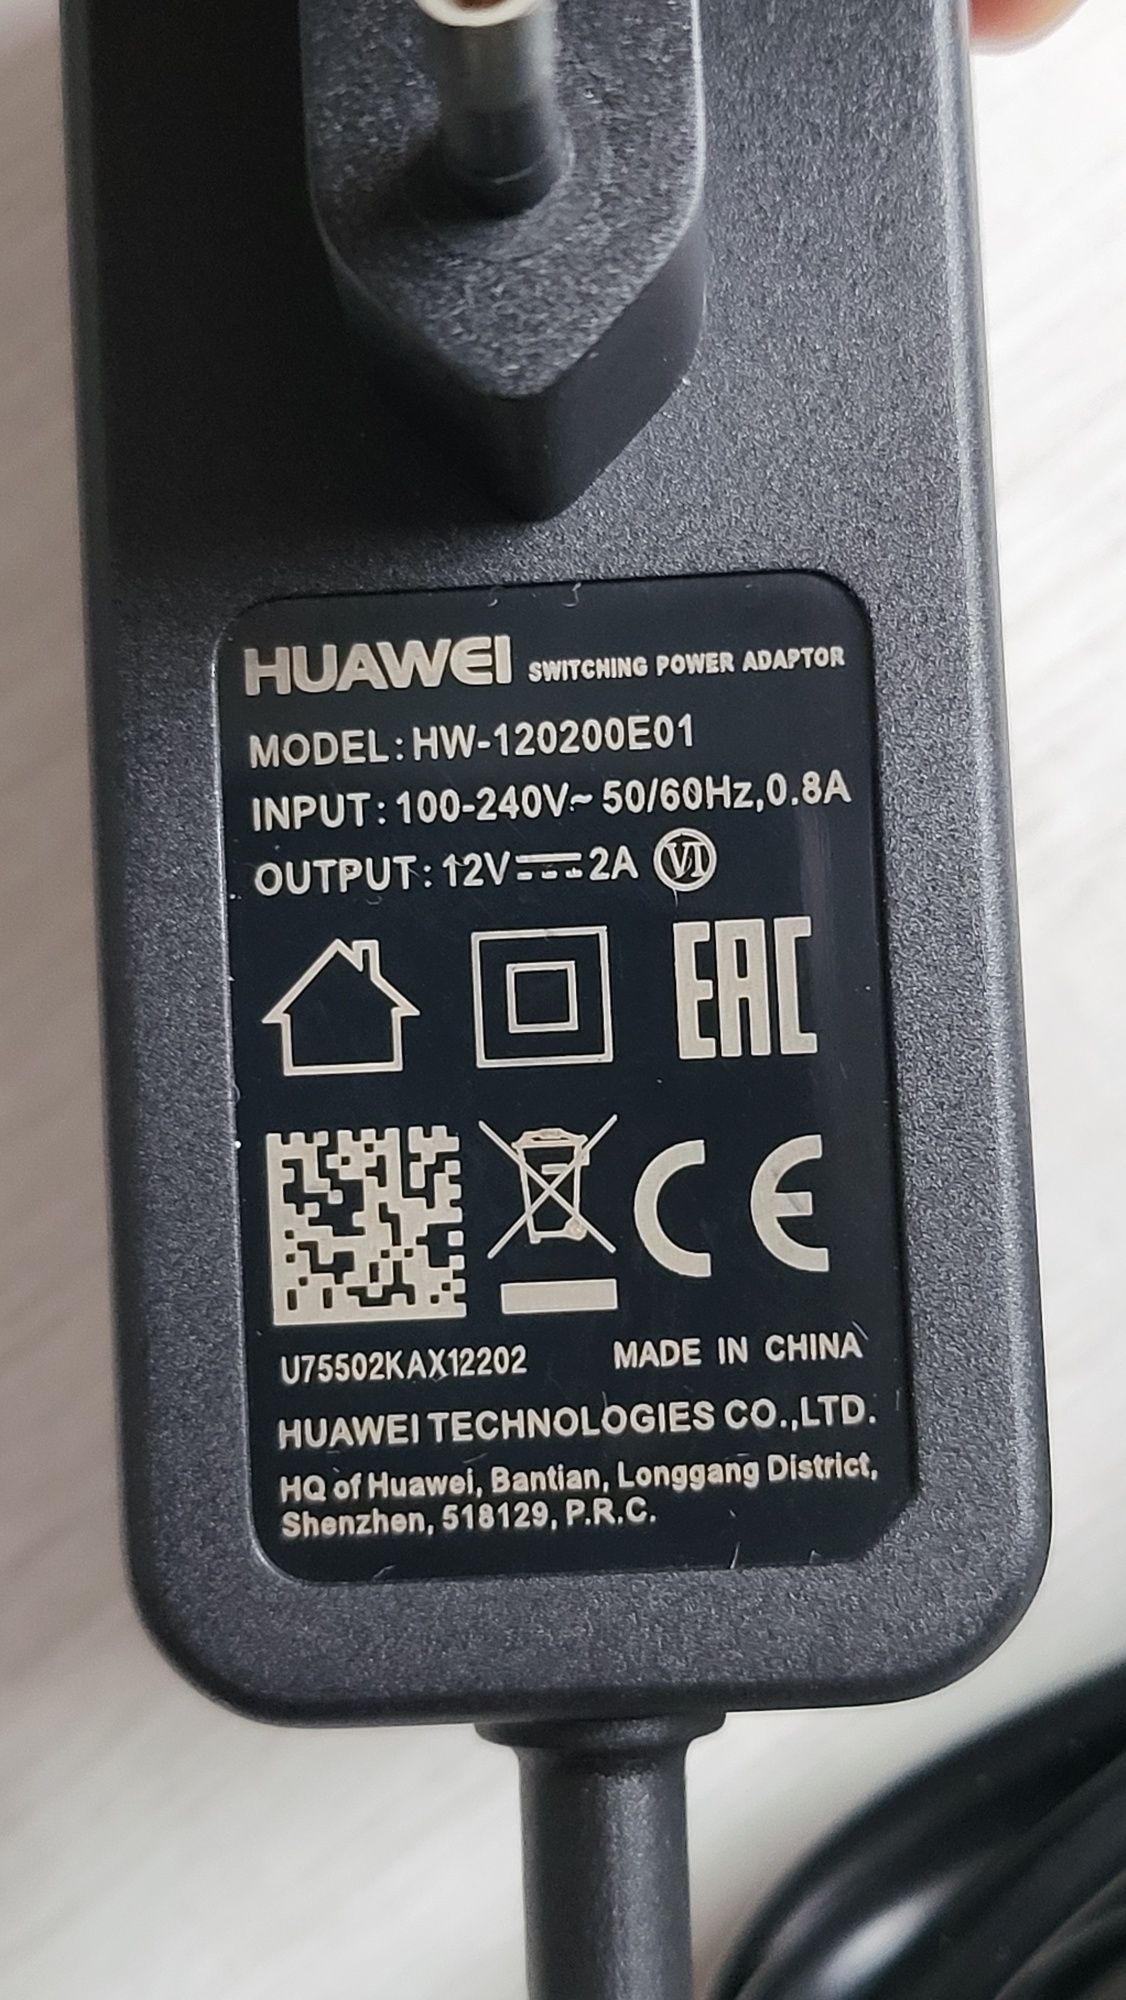 HUAWEI SWITCHING POWER ADAPTOR
MODEL: HW-120200E01
INPUT: 100-240V~ 50/60Hz,0.8A
OUTPUT: 12V⎓2A VI
EAC
CE
U75502KAX12202 MADE IN CHINA
HUAWEI TECHNOLOGIES CO.,LTD.
HQ of Huawei, Bantian, Longgang District,
Shenzhen, 518129, P.R.C.